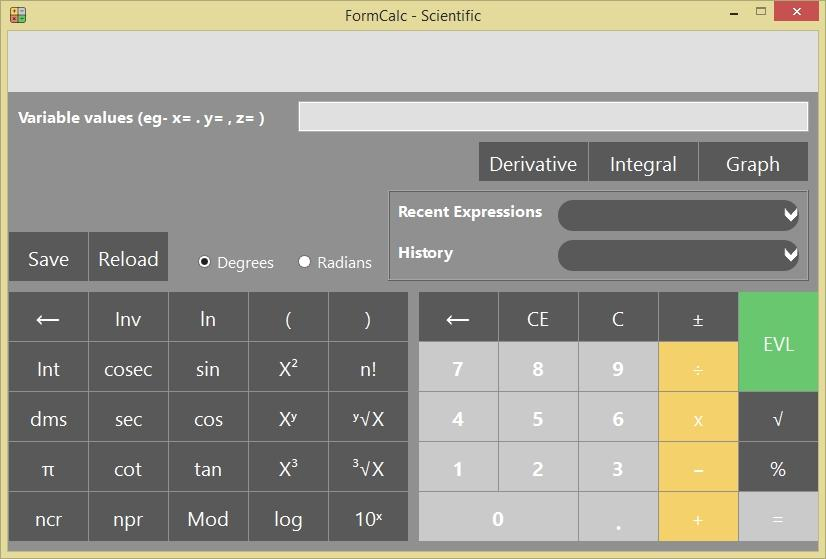 FormCalc - Scientific
Variable values (eg- x= . y= , z= )
Derivative Integral Graph
Recent Expressions
History
Save Reload Degrees Radians
← Inv ln ( ) ← CE C ±
EVL
Int cosec sin X² n! 7 8 9 ÷
dms sec cos Xʸ ʸ√X 4 5 6 x √
π cot tan X³ ³√X 1 2 3 − %
ncr npr Mod log 10ˣ 0 . + =